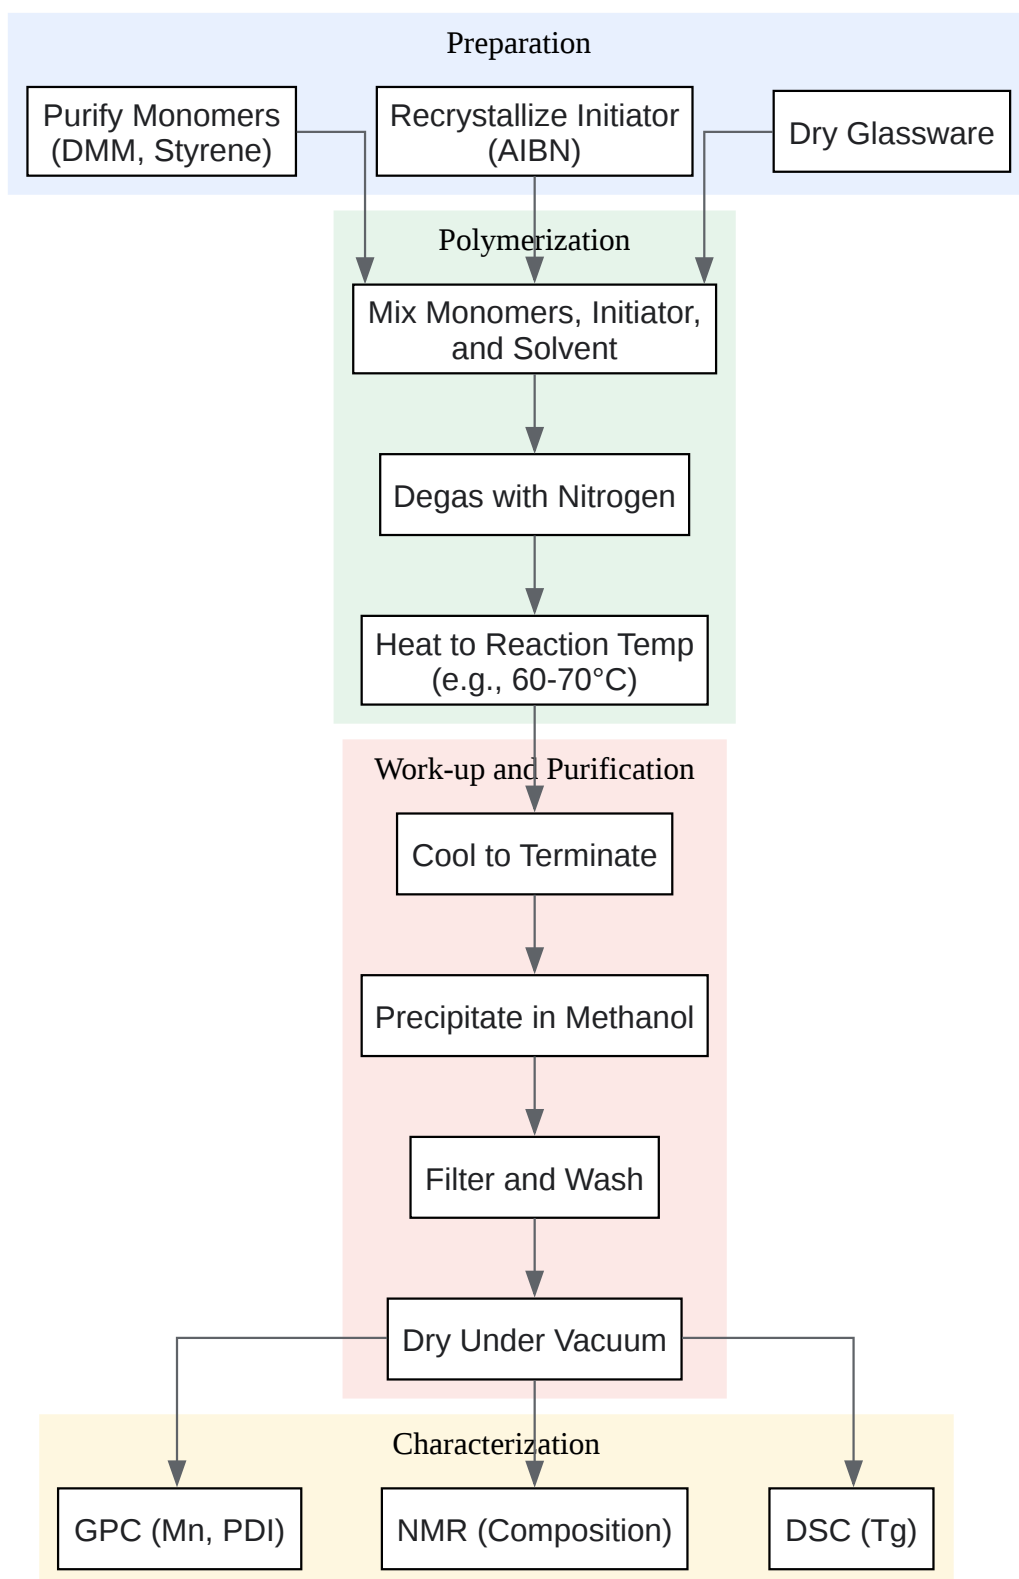 Preparation
Purify Monomers
(DMM, Styrene)
Recrystallize Initiator
(AIBN)
Dry Glassware
Polymerization
Mix Monomers, Initiator,
and Solvent
Degas with Nitrogen
Heat to Reaction Temp
(e.g., 60-70°C)
Work-up and Purification
Cool to Terminate
Precipitate in Methanol
Filter and Wash
Dry Under Vacuum
Characterization
GPC (Mn, PDI)
NMR (Composition)
DSC (Tg)